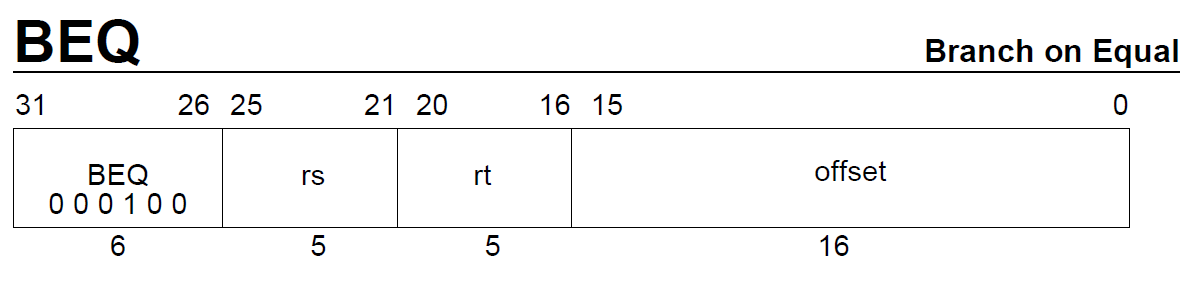 BEQ Branch on Equal
31 26 25 21 20 16 15 0
BEQ rs rt offset
0 0 0 1 0 0
6 5 5 16